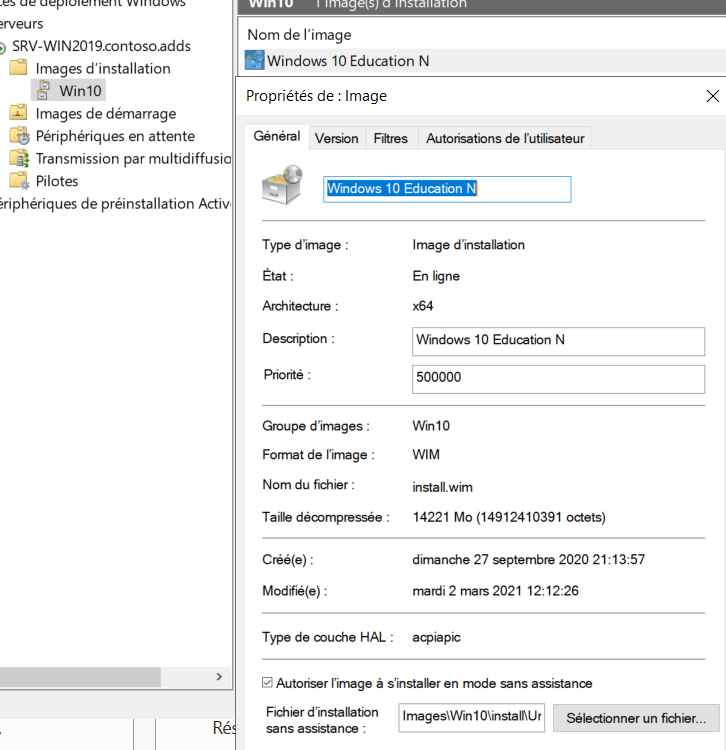 ces de déploiement Windows
erveurs
SRV-WIN2019.contoso.adds
Images d'installation
Win10
Images de démarrage
Périphériques en attente
Transmission par multidiffusio
Pilotes
ériphériques de préinstallation Active
Win10 1 Image(s) d'installation
Nom de l'image
Windows 10 Education N
Propriétés de : Image
Général Version Filtres Autorisations de l'utilisateur
Windows 10 Education N
Type d'image : Image d'installation
État : En ligne
Architecture : x64
Description : Windows 10 Education N
Priorité : 500000
Groupe d'images : Win10
Format de l'image : WIM
Nom du fichier : install.wim
Taille décompressée : 14221 Mo (14912410391 octets)
Créé(e) : dimanche 27 septembre 2020 21:13:57
Modifié(e) : mardi 2 mars 2021 12:12:26
Type de couche HAL : acpiapic
Autoriser l'image à s'installer en mode sans assistance
Fichier d'installation
sans assistance : Images\Win10\install\Un
Sélectionner un fichier...
Rés